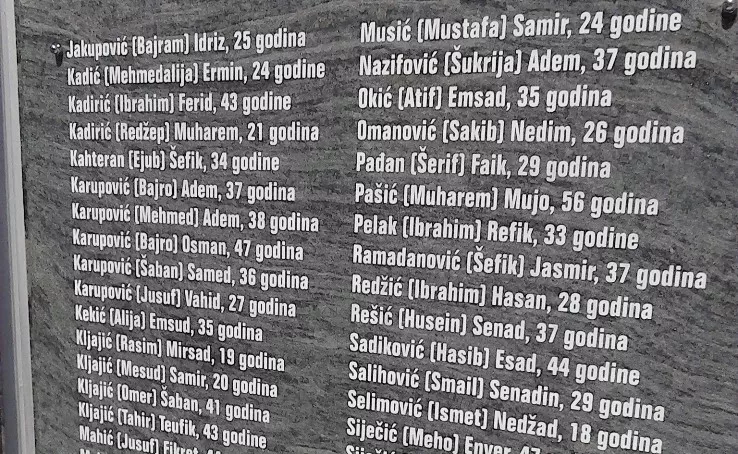 Jakupović (Bajram) Idriz, 25 godina
Kadić (Mehmedalija) Ermin, 24 godine
Kadirić (Ibrahim) Ferid, 43 godine
Kadirić (Redžep) Muharem, 21 godina
Kahteran (Ejub) Šefik, 34 godine
Karupović (Bajro) Adem, 37 godina
Karupović (Mehmed) Adem, 38 godina
Karupović (Bajro) Osman, 47 godina
Karupović (Šaban) Samed, 36 godina
Karupović (Jusuf) Vahid, 27 godina
Kekić (Alija) Emsud, 35 godina
Kljajić (Rasim) Mirsad, 19 godina
Kljajić (Mesud) Samir, 20 godina
Kljajić (Omer) Šaban, 41 godina
Kljajić (Tahir) Teufik, 43 godine
Mahić (Jusuf) Fikret,
Musić (Mustafa) Samir, 24 godine
Nazifović (Šukrija) Adem, 37 godina
Okić (Atif) Emsad, 35 godina
Omanović (Sakib) Nedim, 26 godina
Padan (Šerif) Faik, 29 godina
Pašić (Muharem) Mujo, 56 godina
Pelak (Ibrahim) Refik, 33 godine
Ramadanović (Šefik) Jasmir, 37 godina
Redžić (Ibrahim) Hasan, 28 godina
Rešić (Husein) Senad, 37 godina
Sadiković (Hasib) Esad, 44 godine
Salihović (Smail) Senadin, 29 godina
Selimović (Ismet) Nedžad, 18 godina
Siječić (Meho) Enver, 47